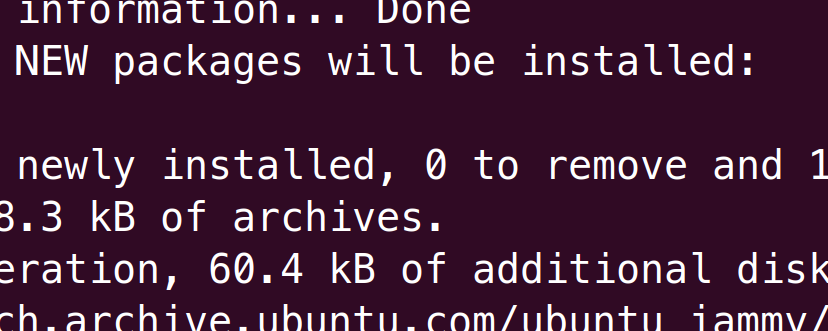 information... Done
NEW packages will be installed:
newly installed, 0 to remove and 1
8.3 kB of archives.
eration, 60.4 kB of additional disk
ch.archive.ubuntu.com/ubuntu jammy/